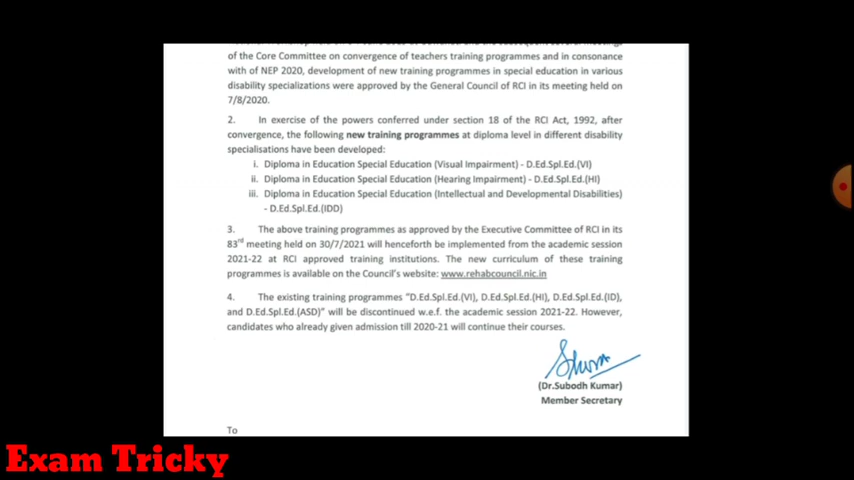 of the Core Committee on convergence of teachers training programmes and in consonance
with of NEP 2020, development of new training programmes in special education in various
disability specializations were approved by the General Council of RCI in its meeting held on
7/8/2020.
2. In exercise of the powers conferred under section 18 of the RCI Act, 1992, after
convergence, the following new training programmes at diploma level in different disability
specialisations have been developed:
i. Diploma in Education Special Education (Visual Impairment) - D.Ed.Spl.Ed.(VI)
ii. Diploma in Education Special Education (Hearing Impairment) - D.Ed.Spl.Ed.(HI)
iii. Diploma in Education Special Education (Intellectual and Developmental Disabilities)
- D.Ed.Spl.Ed.(IDD)
3. The above training programmes as approved by the Executive Committee of RCI in its
83rd meeting held on 30/7/2021 will henceforth be implemented from the academic session
2021-22 at RCI approved training institutions. The new curriculum of these training
programmes is available on the Council's website: www.rehabcouncil.nic.in
4. The existing training programmes "D.Ed.Spl.Ed.(VI), D.Ed.Spl.Ed.(HI), D.Ed.Spl.Ed.(ID),
and D.Ed.Spl.Ed.(ASD)" will be discontinued w.e.f. the academic session 2021-22. However,
candidates who already given admission till 2020-21 will continue their courses.
(Dr.Subodh Kumar)
Member Secretary
To
Exam Tricky